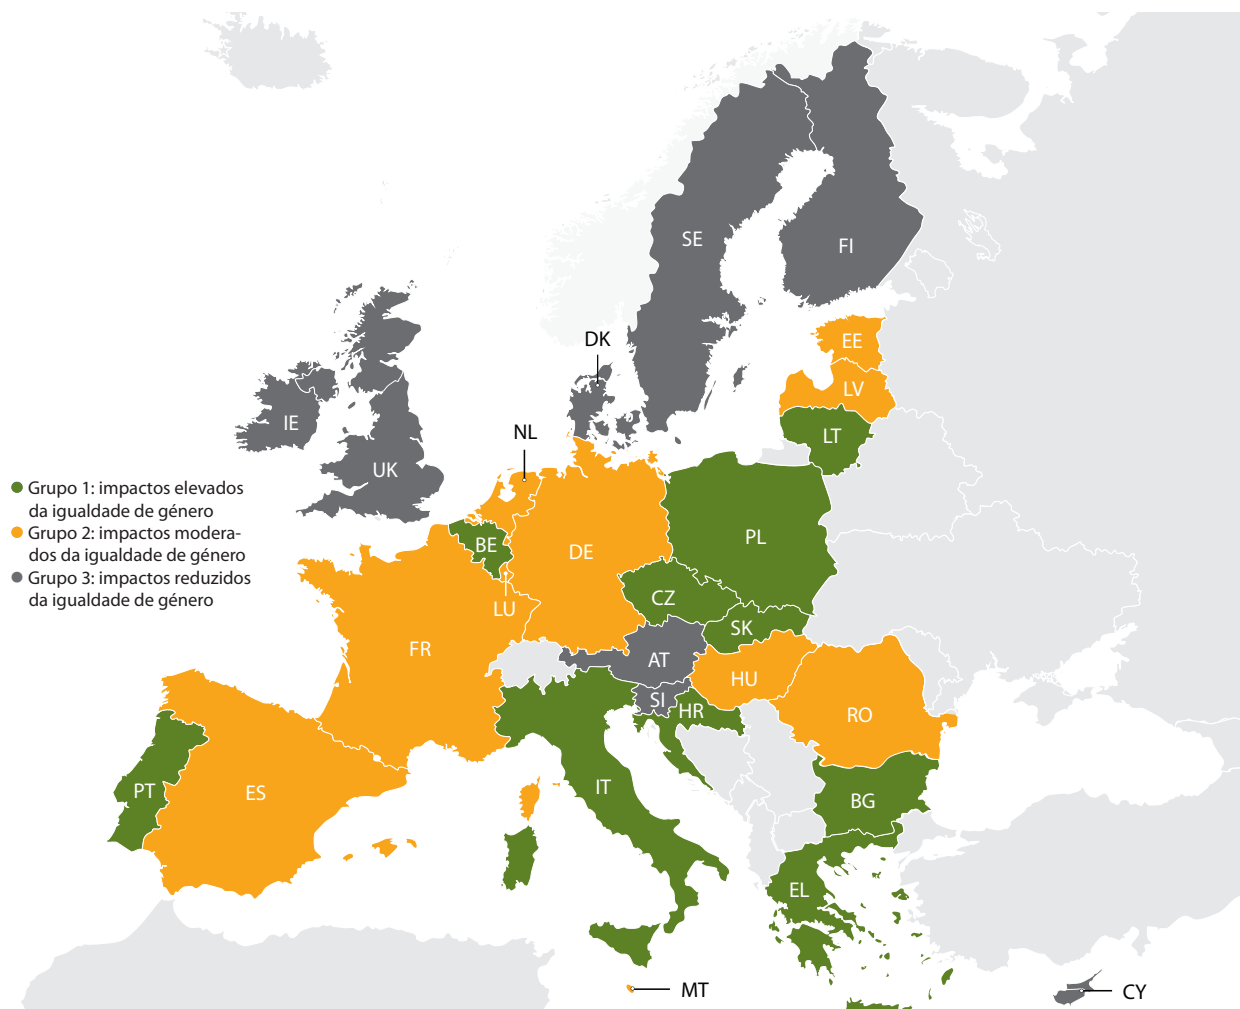 SE
FI
DK
EE
LV
IE
LT
NL
UK
Grupo 1: impactos elevados
da igualdade de género
Grupo 2: impactos modera-
dos da igualdade de género
Grupo 3: impactos reduzidos
da igualdade de género
BE
DE
PL
CZ
LU
SK
FR
AT
HU
SI
HR
RO
PT
ES
IT
BG
EL
MT
CY